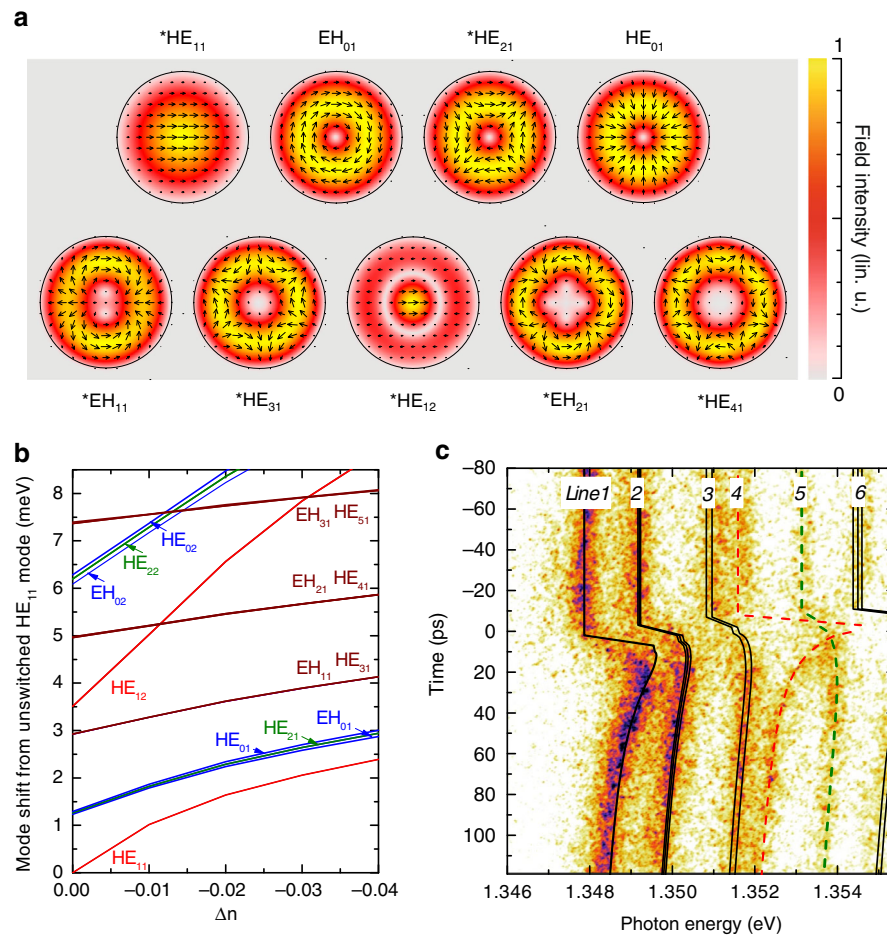 a
*HE11 EH01 *HE21 HE01
*EH11 *HE31 *HE12 *EH21 *HE41
1
Field intensity (lin. u.)
0
b
Mode shift from unswitched HE11 mode (meV)
8
7
6
5
4
3
2
1
0
HE02
HE22
EH02
EH31 HE51
EH21 HE41
HE12
EH11 HE31
EH01
HE21
HE01
HE11
0.00 −0.01 −0.02 −0.03 −0.04
Δn
c
Line1 2 3 4 5 6
Time (ps)
−80
−60
−40
−20
0
20
40
60
80
100
1.346 1.348 1.350 1.352 1.354
Photon energy (eV)